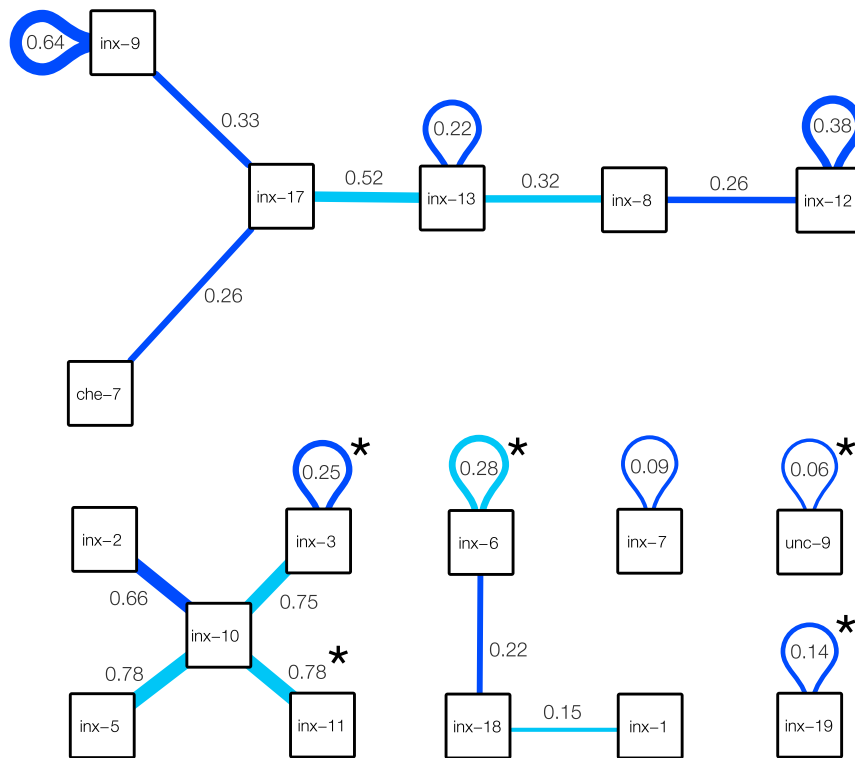 0.64
inx–9
0.33
0.22
0.38
inx–17
0.52
inx–13
0.32
inx–8
0.26
inx–12
0.26
che–7
0.25
*
0.28
*
0.09
0.06
*
inx–2
inx–3
inx–6
inx–7
unc–9
0.66
0.75
inx–10
0.22
0.14
*
0.78
0.78
*
inx–5
inx–11
inx–18
0.15
inx–1
inx–19